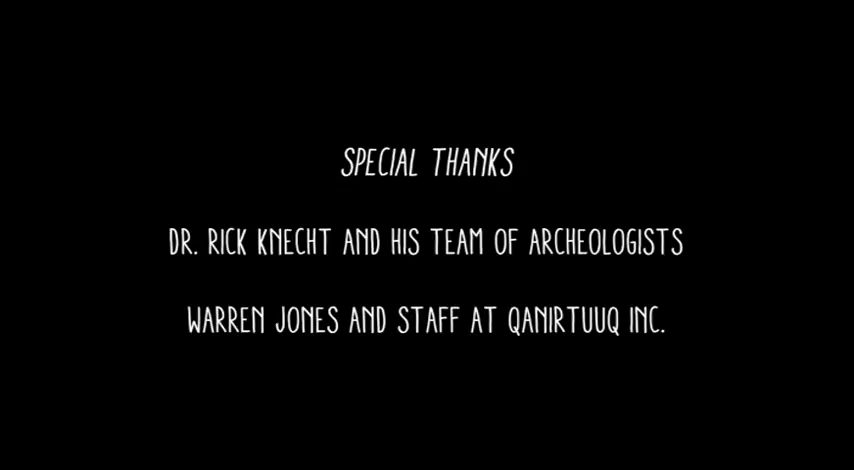 SPECIAL THANKS
DR. RICK KNECHT AND HIS TEAM OF ARCHEOLOGISTS
WARREN JONES AND STAFF AT QANIRTUUQ INC.